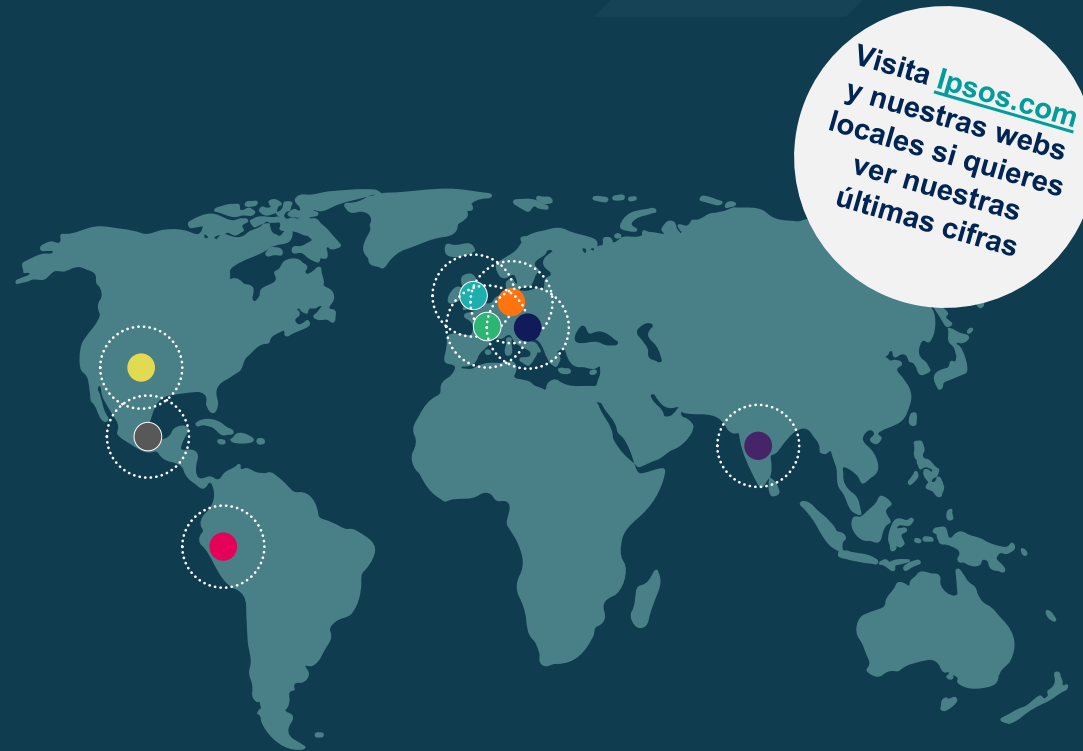 Visita Ipsos.com
y nuestras webs
locales si quieres
ver nuestras
últimas cifras